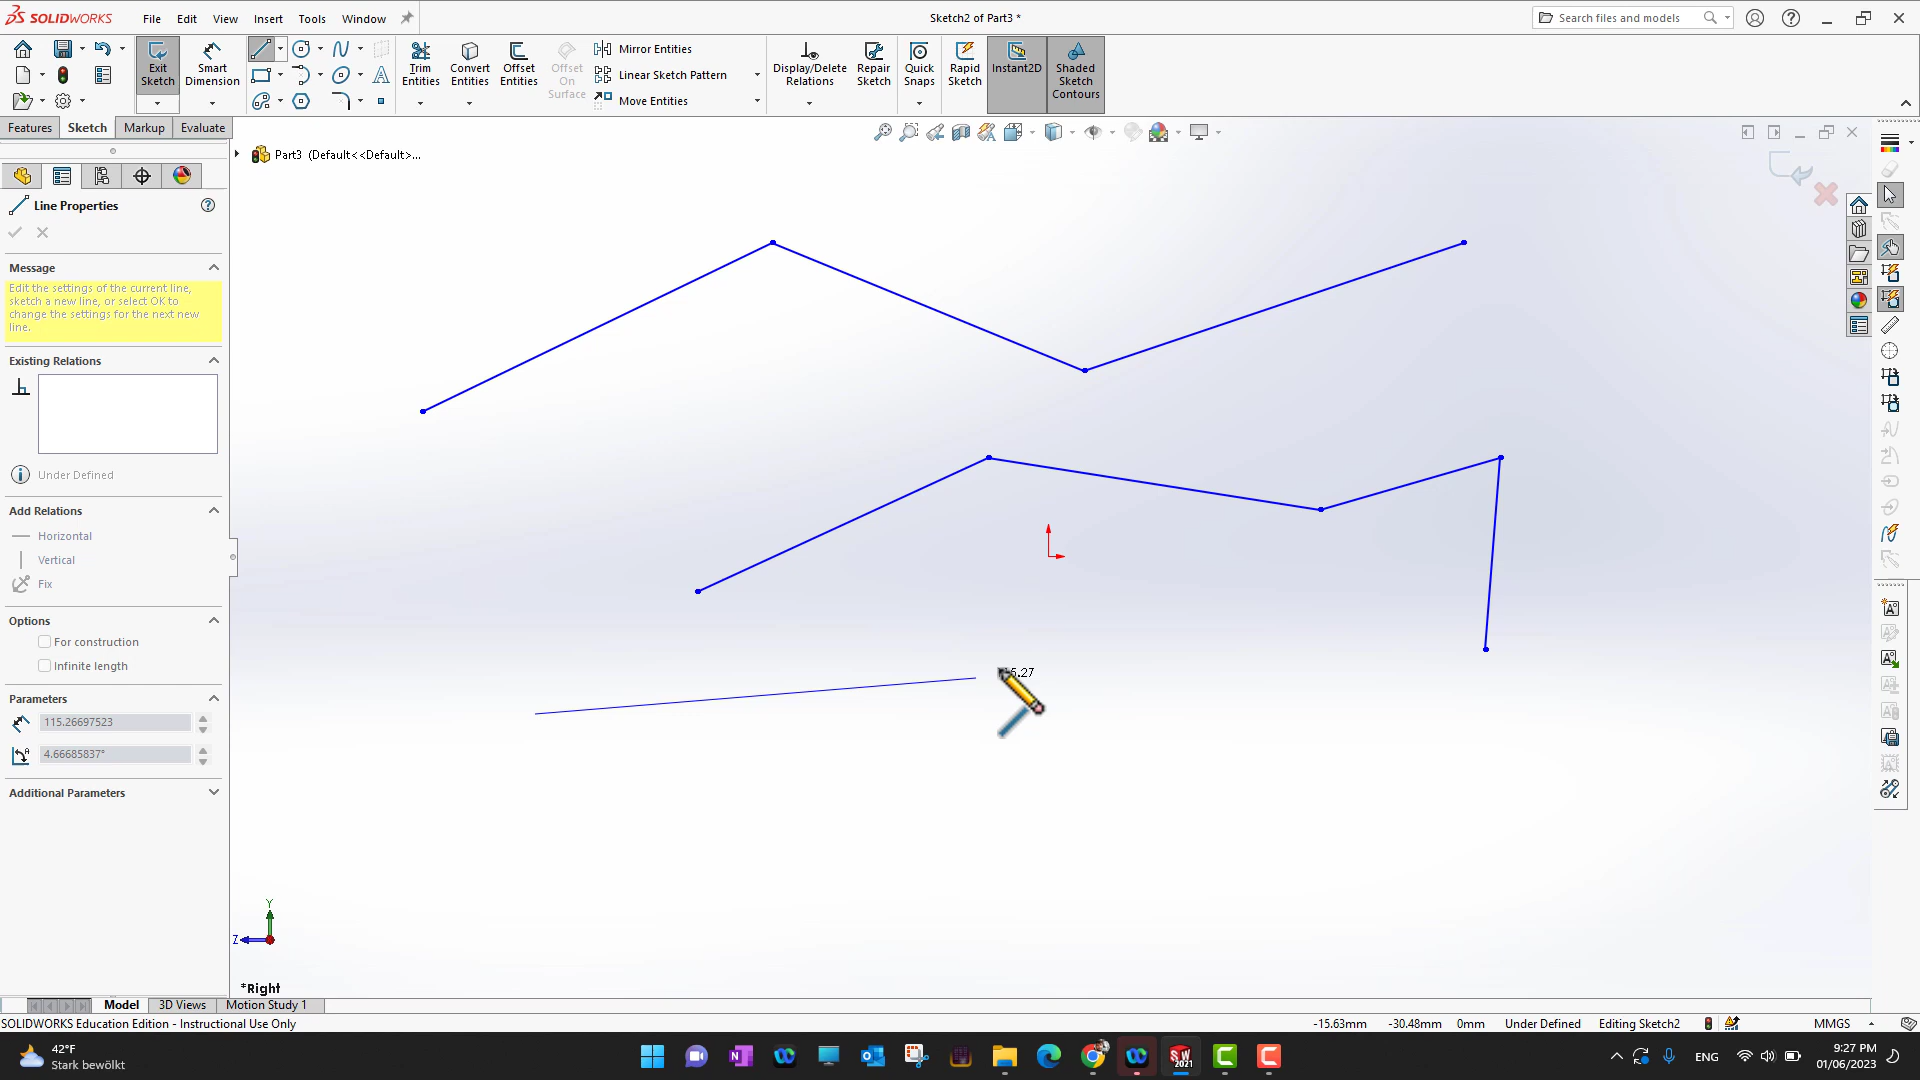 SOLIDWORKS
File Edit View Insert Tools Window
Sketch2 of Part3 *
Search files and models
Exit Sketch
Smart Dimension
Trim Entities
Convert Entities
Offset Entities
Offset On Surface
Mirror Entities
Linear Sketch Pattern
Move Entities
Display/Delete Relations
Repair Sketch
Quick Snaps
Rapid Sketch
Instant2D
Shaded Sketch Contours
Features Sketch Markup Evaluate
Part3 (Default<<Default>...
Line Properties
Message
Edit the settings of the current line,
sketch a new line, or select OK to
change the settings for the next new
line.
Existing Relations
Under Defined
Add Relations
Horizontal
Vertical
Fix
Options
For construction
Infinite length
Parameters
115.26697523
4.66685837°
Additional Parameters
Y
Z
*Right
Model 3D Views Motion Study 1
SOLIDWORKS Education Edition - Instructional Use Only
-15.63mm -30.48mm 0mm Under Defined Editing Sketch2 MMGS
42°F
Stark bewölkt
SW
2021
ENG
9:27 PM
01/06/2023